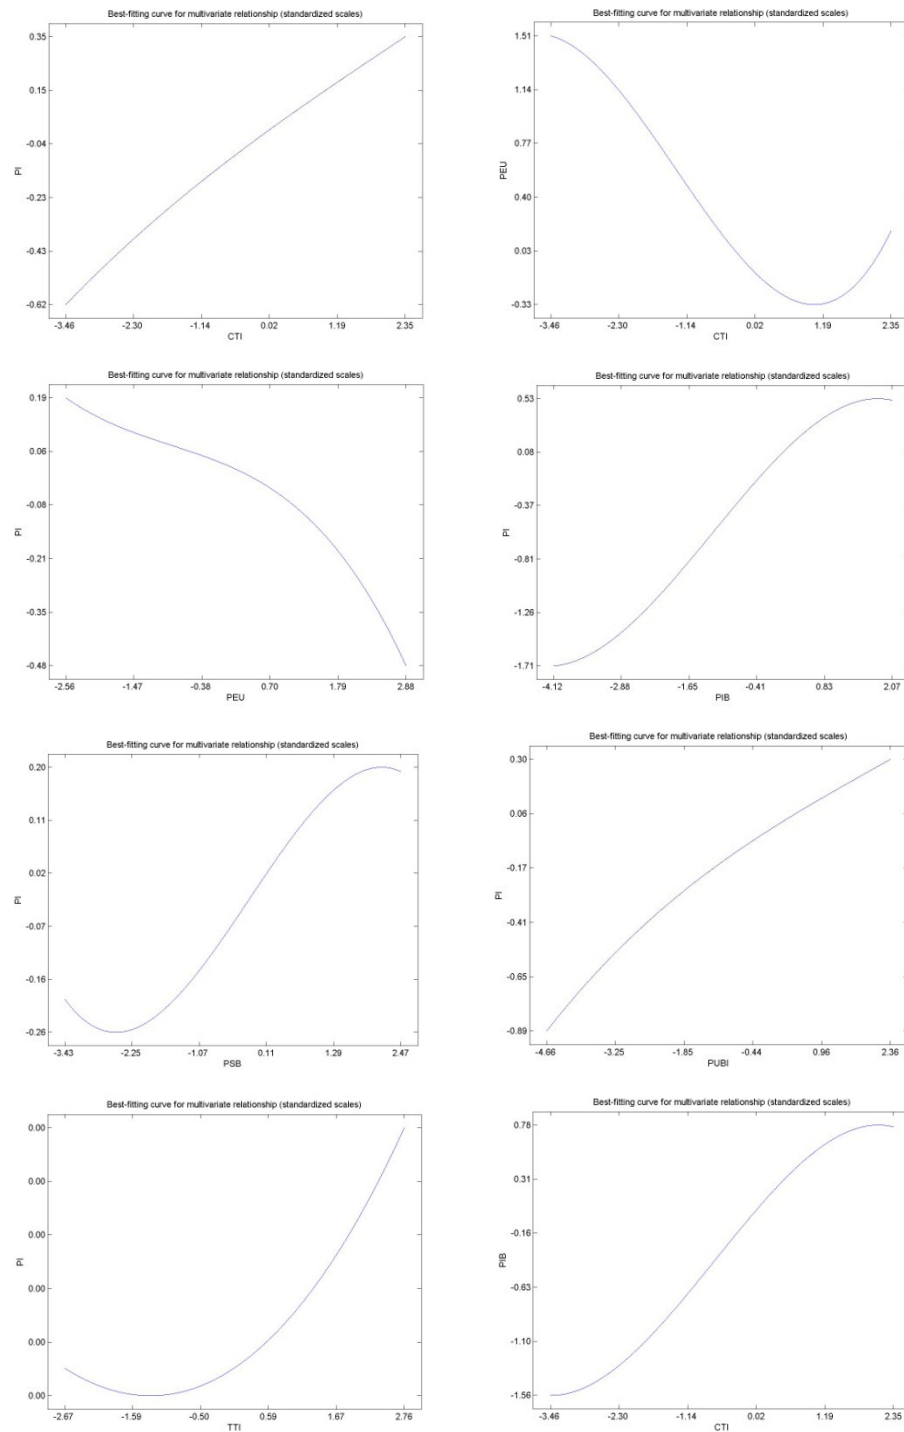 Best-fitting curve for multivariate relationship (standardized scales)
0.35
0.15
-0.04
-0.23
-0.43
-0.62
PI
-3.46 -2.30 -1.14 0.02 1.19 2.35
CTI
Best-fitting curve for multivariate relationship (standardized scales)
1.51
1.14
0.77
0.40
0.03
-0.33
PEU
-3.46 -2.30 -1.14 0.02 1.19 2.35
CTI
Best-fitting curve for multivariate relationship (standardized scales)
0.19
0.06
-0.08
-0.21
-0.35
-0.48
PI
-2.56 -1.47 -0.38 0.70 1.79 2.88
PEU
Best-fitting curve for multivariate relationship (standardized scales)
0.53
0.08
-0.37
-0.81
-1.26
-1.71
PI
-4.12 -2.88 -1.65 -0.41 0.83 2.07
PIB
Best-fitting curve for multivariate relationship (standardized scales)
0.20
0.11
0.02
-0.07
-0.16
-0.26
PI
-3.43 -2.25 -1.07 0.11 1.29 2.47
PSB
Best-fitting curve for multivariate relationship (standardized scales)
0.30
0.06
-0.17
-0.41
-0.65
-0.89
PI
-4.66 -3.25 -1.85 -0.44 0.96 2.36
PUBI
Best-fitting curve for multivariate relationship (standardized scales)
0.00
0.00
0.00
0.00
0.00
0.00
PI
-2.67 -1.59 -0.50 0.59 1.67 2.76
TTI
Best-fitting curve for multivariate relationship (standardized scales)
0.78
0.31
-0.16
-0.63
-1.10
-1.56
PIB
-3.46 -2.30 -1.14 0.02 1.19 2.35
CTI